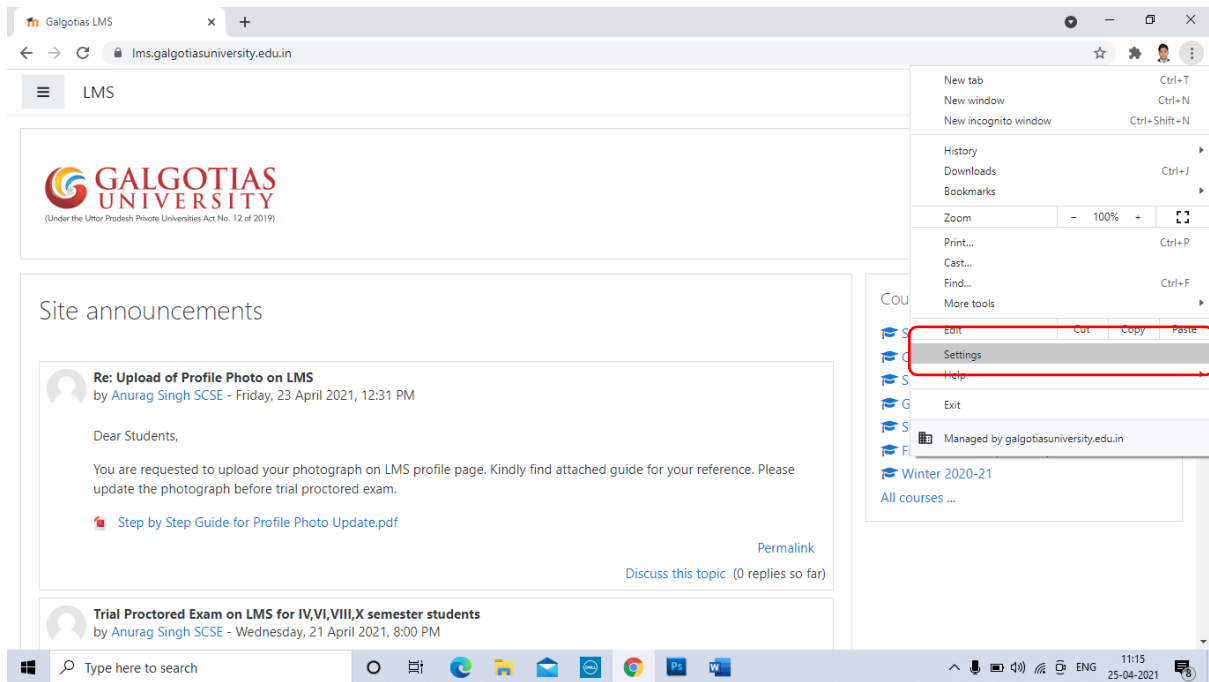 Galgotias LMS
lms.galgotiasuniversity.edu.in
LMS
New tab Ctrl+T
New window Ctrl+N
New incognito window Ctrl+Shift+N
History
Downloads Ctrl+J
Bookmarks
Zoom - 100% +
Print... Ctrl+P
Cast...
Find... Ctrl+F
More tools
Edit Cut Copy Paste
Settings
Help
Exit
Managed by galgotiasuniversity.edu.in
GALGOTIAS
UNIVERSITY
(Under the Uttar Pradesh Private Universities Act No. 12 of 2019)
Site announcements
Re: Upload of Profile Photo on LMS
by Anurag Singh SCSE - Friday, 23 April 2021, 12:31 PM
Dear Students,
You are requested to upload your photograph on LMS profile page. Kindly find attached guide for your reference. Please
update the photograph before trial proctored exam.
Step by Step Guide for Profile Photo Update.pdf
Permalink
Discuss this topic (0 replies so far)
Trial Proctored Exam on LMS for IV,VI,VIII,X semester students
by Anurag Singh SCSE - Wednesday, 21 April 2021, 8:00 PM
Cou
S
C
S
G
S
F
Winter 2020-21
All courses ...
Type here to search
DELL
Ps
W
ENG
11:15
25-04-2021
8